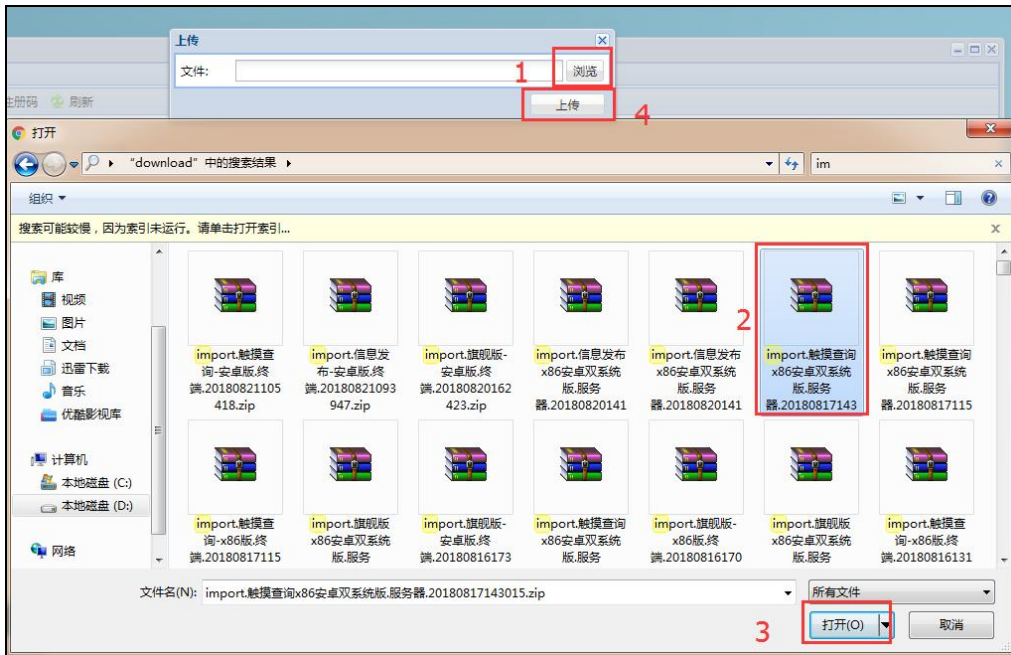 上传
文件:
1
浏览
上传
4
注册码 刷新
打开
“download”中的搜索结果
im
组织
搜索可能较慢，因为索引未运行。请单击打开索引...
库
视频
图片
文档
迅雷下载
音乐
优酷影视库
计算机
本地磁盘 (C:)
本地磁盘 (D:)
网络
import.触摸查
询-安卓版.终
端.20180821105
418.zip
import.信息发
布-安卓版.终
端.20180821093
947.zip
import.旗舰版-
安卓版.终
端.20180820162
423.zip
import.信息发布
x86安卓双系统
版.服务
器.20180820141
import.信息发布
x86安卓双系统
版.服务
器.20180820141
2
import.触摸查询
x86安卓双系统
版.服务
器.20180817143
import.触摸查询
x86安卓双系统
版.服务
器.20180817115
import.触摸查
询-x86版.终
端.20180817115
import.旗舰版
x86安卓双系统
版.服务
import.旗舰版-
安卓版.终
端.20180816173
import.触摸查询
x86安卓双系统
版.服务
import.旗舰版-
x86版.终
端.20180816170
import.旗舰版
x86安卓双系统
版.服务
import.触摸查
询-x86版.终
端.20180816131
文件名(N): import.触摸查询x86安卓双系统版.服务器.20180817143015.zip
所有文件
3
打开(O)
取消